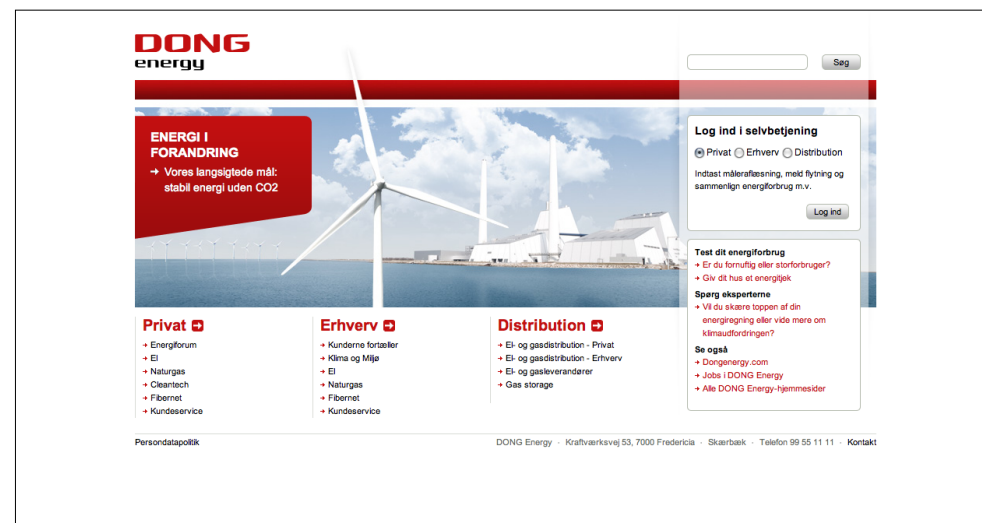 DONG
energy
Søg
ENERGI I
FORANDRING
→ Vores langsigtede mål:
stabil energi uden CO2
Log ind i selvbetjening
Privat Erhverv Distribution
Indtast måleraflæsning, meld flytning og
sammenlign energiforbrug m.v.
Log ind
Test dit energiforbrug
→ Er du fornuftig eller storforbruger?
→ Giv dit hus et energitjek
Spørg eksperterne
→ Vil du skære toppen af din
energiregning eller vide mere om
klimaudfordringen?
Se også
→ Dongenergy.com
→ Jobs i DONG Energy
→ Alle DONG Energy-hjemmesider
Privat
→ Energiforum
→ El
→ Naturgas
→ Cleantech
→ Fibernet
→ Kundeservice
Erhverv
→ Kunderne fortæller
→ Klima og Miljø
→ El
→ Naturgas
→ Fibernet
→ Kundeservice
Distribution
→ El- og gasdistribution - Privat
→ El- og gasdistribution - Erhverv
→ El- og gasleverandører
→ Gas storage
Persondatapolitik
DONG Energy · Kraftværksvej 53, 7000 Fredericia · Skærbæk · Telefon 99 55 11 11 · Kontakt